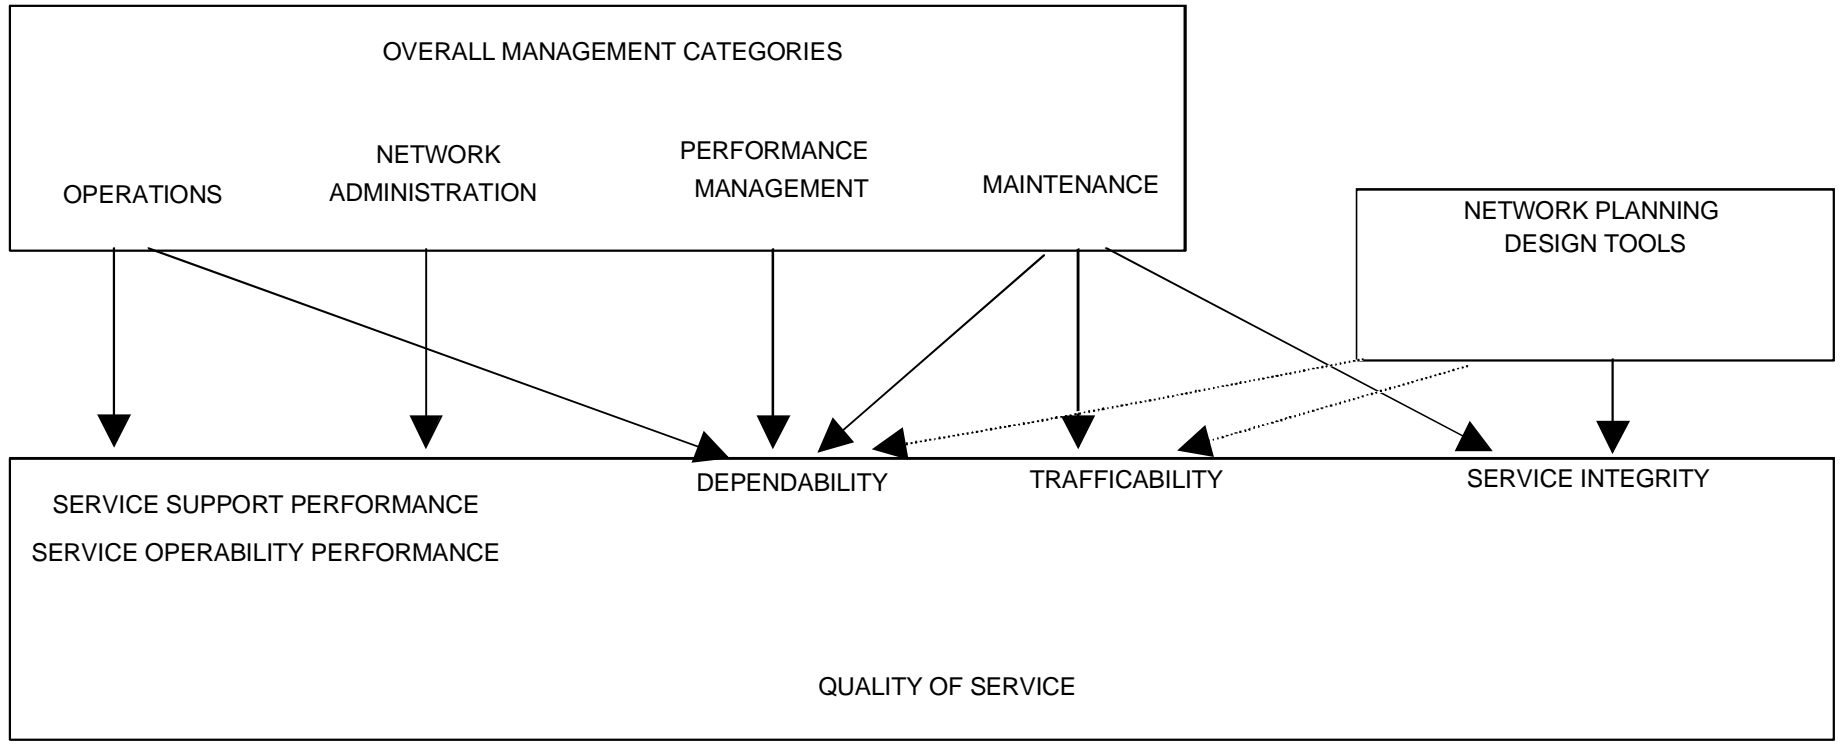 OVERALL MANAGEMENT CATEGORIES
OPERATIONS
NETWORK
ADMINISTRATION
PERFORMANCE
MANAGEMENT
MAINTENANCE
NETWORK PLANNING
DESIGN TOOLS
SERVICE SUPPORT PERFORMANCE
SERVICE OPERABILITY PERFORMANCE
DEPENDABILITY
TRAFFICABILITY
SERVICE INTEGRITY
QUALITY OF SERVICE